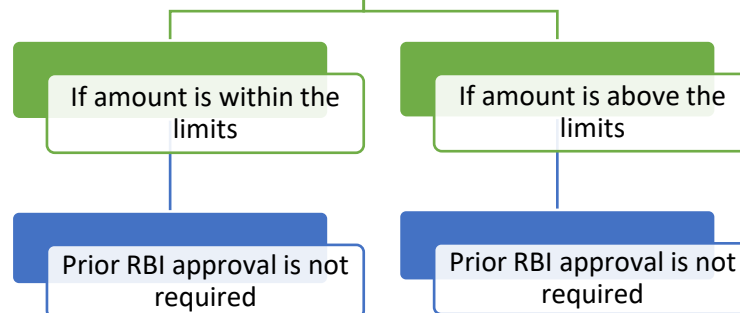 If amount is within the
limits
If amount is above the
limits
Prior RBI approval is not
required
Prior RBI approval is not
required